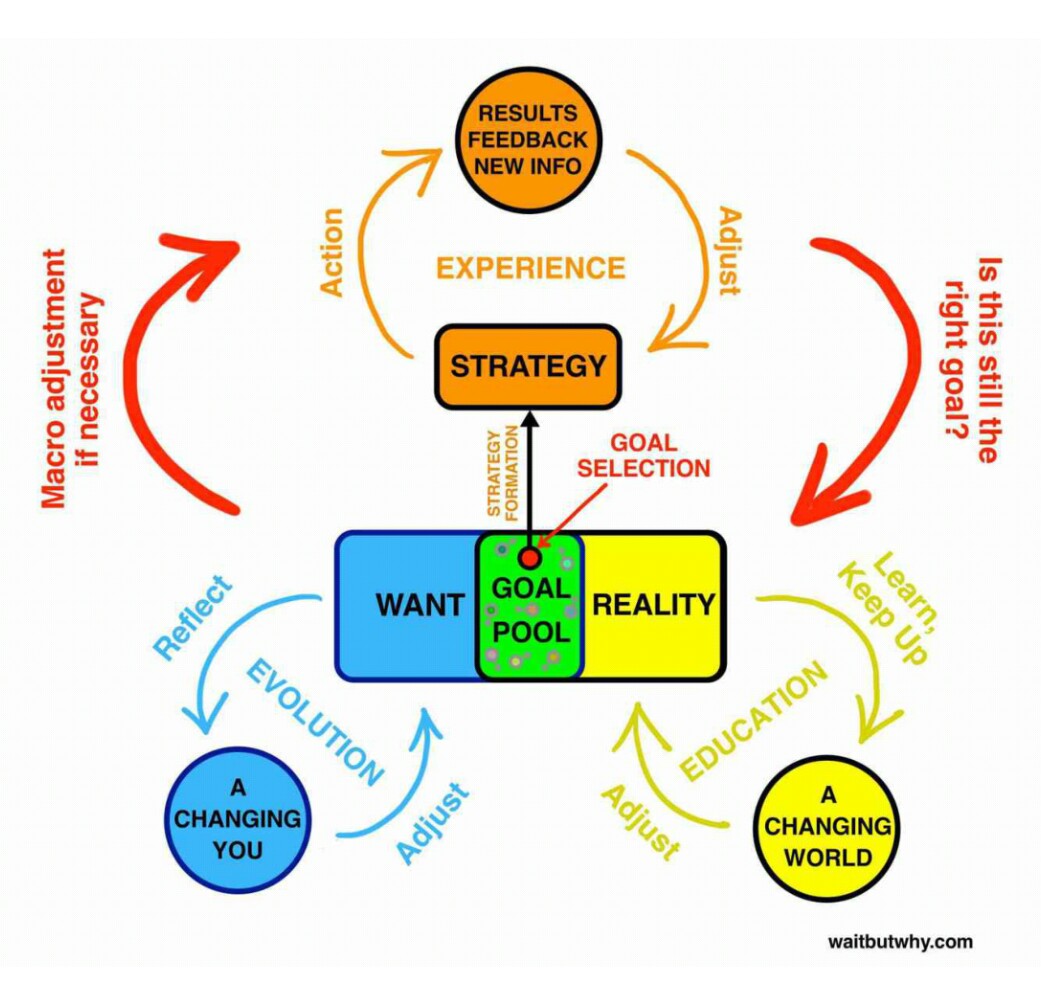 RESULTS
FEEDBACK
NEW INFO
Action
Adjust
EXPERIENCE
Macro adjustment
if necessary
Is this still the
right goal?
STRATEGY
STRATEGY
FORMATION
GOAL
SELECTION
WANT
GOAL
POOL
REALITY
Reflect
EVOLUTION
Adjust
Learn,
Keep Up
EDUCATION
Adjust
A
CHANGING
YOU
A
CHANGING
WORLD
waitbutwhy.com